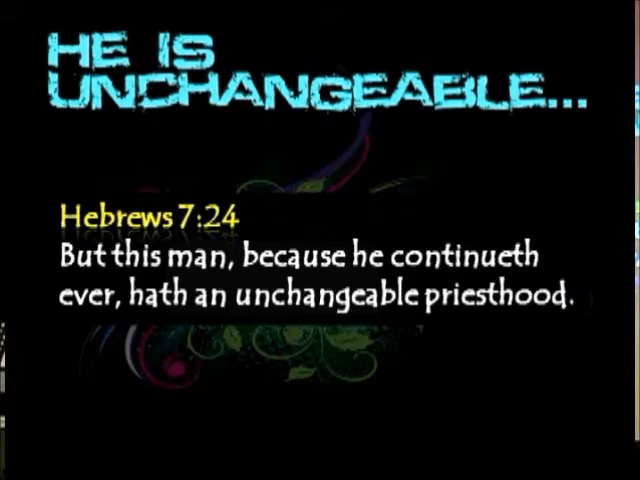 HE IS
UNCHANGEABLE...
Hebrews 7:24
But this man, because he continueth
ever, hath an unchangeable priesthood.